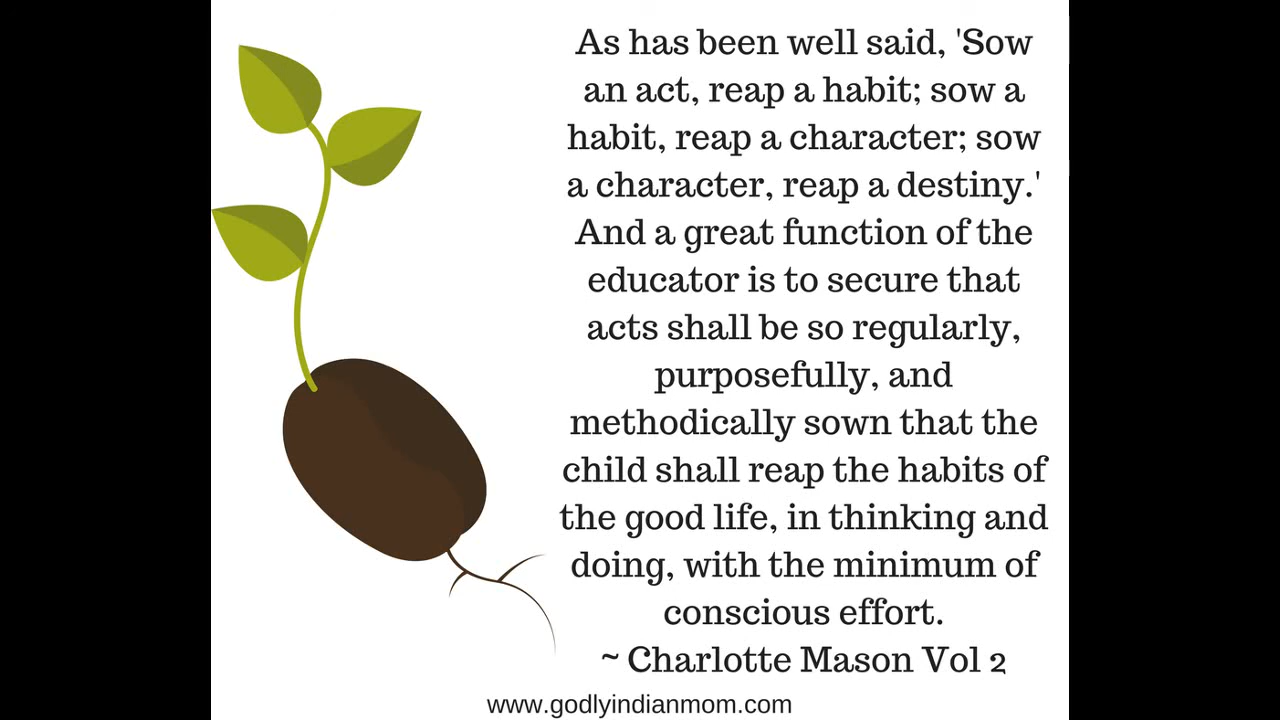 As has been well said, 'Sow
an act, reap a habit; sow a
habit, reap a character; sow
a character, reap a destiny.'
And a great function of the
educator is to secure that
acts shall be so regularly,
purposefully, and
methodically sown that the
child shall reap the habits of
the good life, in thinking and
doing, with the minimum of
conscious effort.
~ Charlotte Mason Vol 2
www.godlyindianmom.com